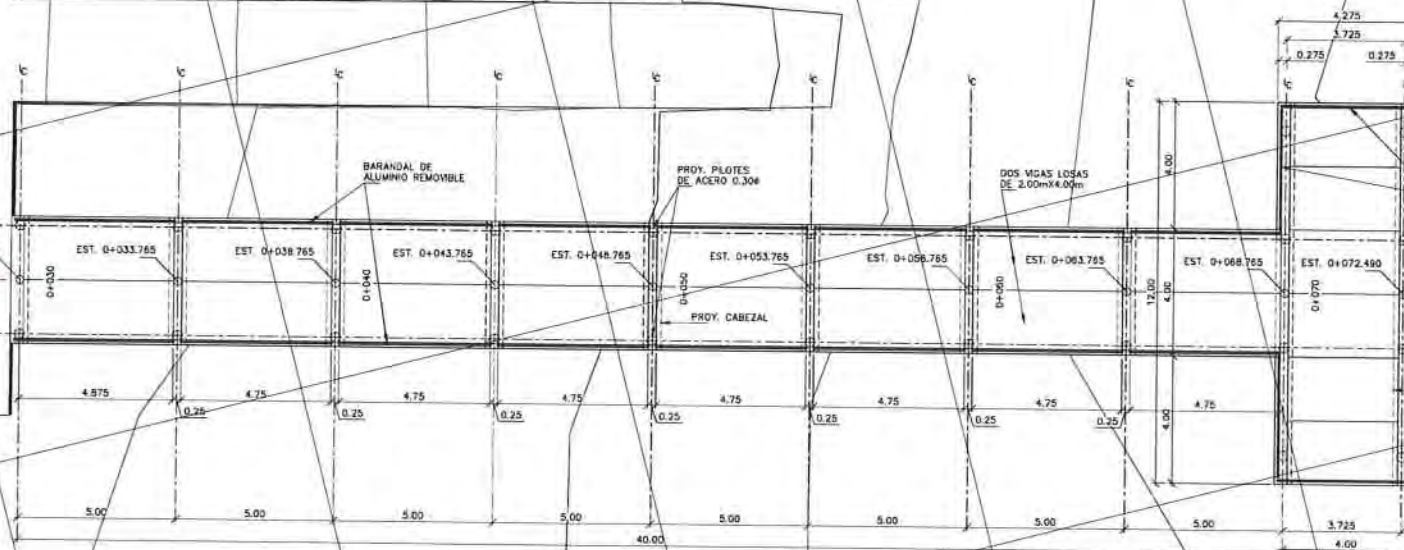 4.275
3.725
0.275 0.275
BARANDAL DE
ALUMINIO REMOVIBLE
PROY. PILOTES
DE ACERO 0.30ø
DOS VIGAS LOSAS
DE 2.00mX4.00m
4.00
EST. 0+033.765 EST. 0+038.765 EST. 0+043.765 EST. 0+048.765 EST. 0+053.765 EST. 0+058.765 EST. 0+063.765 EST. 0+068.765 EST. 0+072.490
0+030 0+040 0+050 0+060 0+070
12.00
4.00
PROY. CABEZAL
4.575 4.75 4.75 4.75 4.75 4.75 4.75 4.75
0.25 0.25 0.25 0.25 0.25 0.25 0.25
4.00
5.00 5.00 5.00 5.00 5.00 5.00 5.00 5.00 3.725
40.00 4.00